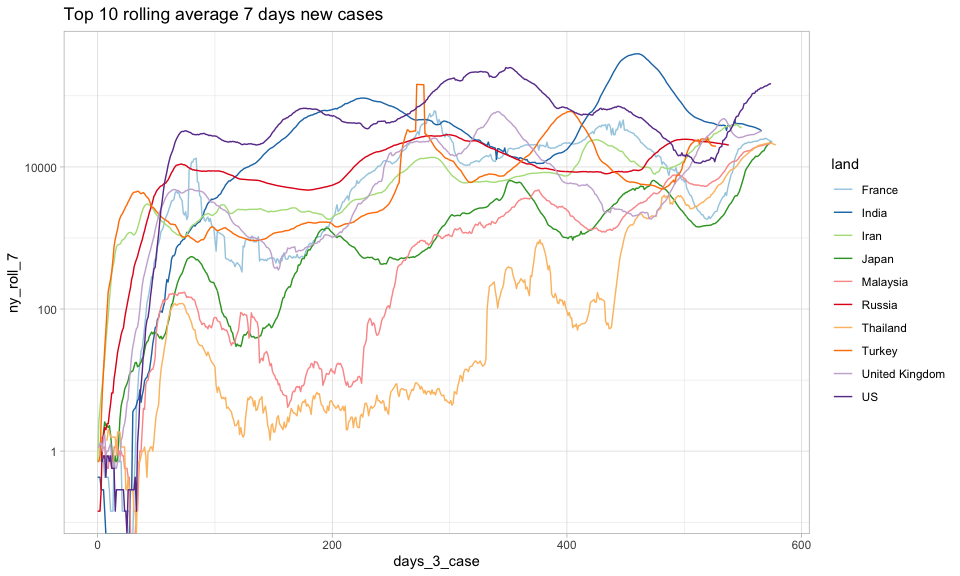 Top 10 rolling average 7 days new cases
ny_roll_7
10000
100
1
0
200
400
600
days_3_case
land
France
India
Iran
Japan
Malaysia
Russia
Thailand
Turkey
United Kingdom
US